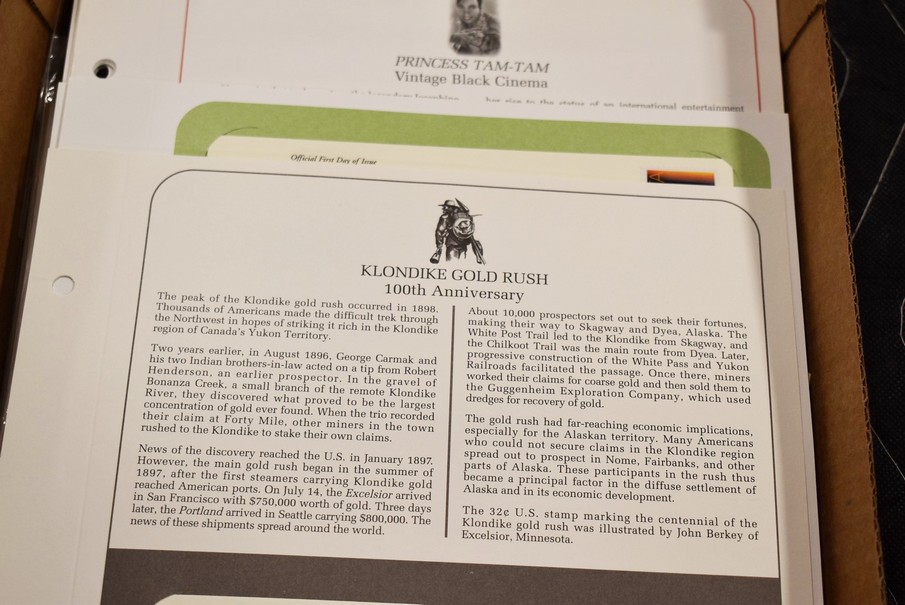 PRINCESS TAM-TAM
Vintage Black Cinema
has rise to the status of an international entertainment
Official First Day of Issue
KLONDIKE GOLD RUSH
100th Anniversary
The peak of the Klondike gold rush occurred in 1898.
Thousands of Americans made the difficult trek through
the Northwest in hopes of striking it rich in the Klondike
region of Canada's Yukon Territory.
Two years earlier, in August 1896, George Carmak and
his two Indian brothers-in-law acted on a tip from Robert
Henderson, an earlier prospector. In the gravel of
Bonanza Creek, a small branch of the remote Klondike
River, they discovered what proved to be the largest
concentration of gold ever found. When the trio recorded
their claim at Forty Mile, other miners in the town
rushed to the Klondike to stake their own claims.
News of the discovery reached the U.S. in January 1897.
However, the main gold rush began in the summer of
1897, after the first steamers carrying Klondike gold
reached American ports. On July 14, the Excelsior arrived
in San Francisco with $750,000 worth of gold. Three days
later, the Portland arrived in Seattle carrying $800,000. The
news of these shipments spread around the world.
About 10,000 prospectors set out to seek their fortunes,
making their way to Skagway and Dyea, Alaska. The
White Post Trail led to the Klondike from Skagway, and
the Chilkoot Trail was the main route from Dyea. Later,
progressive construction of the White Pass and Yukon
Railroads facilitated the passage. Once there, miners
worked their claims for coarse gold and then sold them to
the Guggenheim Exploration Company, which used
dredges for recovery of gold.
The gold rush had far-reaching economic implications,
especially for the Alaskan territory. Many Americans
who could not secure claims in the Klondike region
spread out to prospect in Nome, Fairbanks, and other
parts of Alaska. These participants in the rush thus
became a principal factor in the diffuse settlement of
Alaska and in its economic development.
The 32¢ U.S. stamp marking the centennial of the
Klondike gold rush was illustrated by John Berkey of
Excelsior, Minnesota.